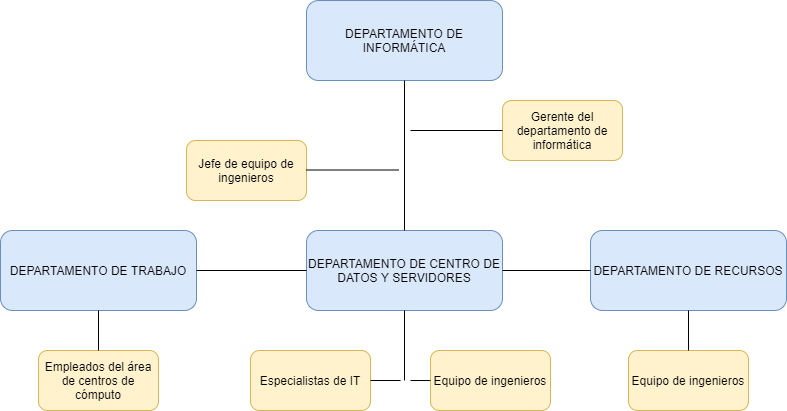 DEPARTAMENTO DE
INFORMÁTICA
Gerente del
departamento de
informática
Jefe de equipo de
ingenieros
DEPARTAMENTO DE TRABAJO
DEPARTAMENTO DE CENTRO DE
DATOS Y SERVIDORES
DEPARTAMENTO DE RECURSOS
Empleados del área
de centros de
cómputo
Especialistas de IT
Equipo de ingenieros
Equipo de ingenieros